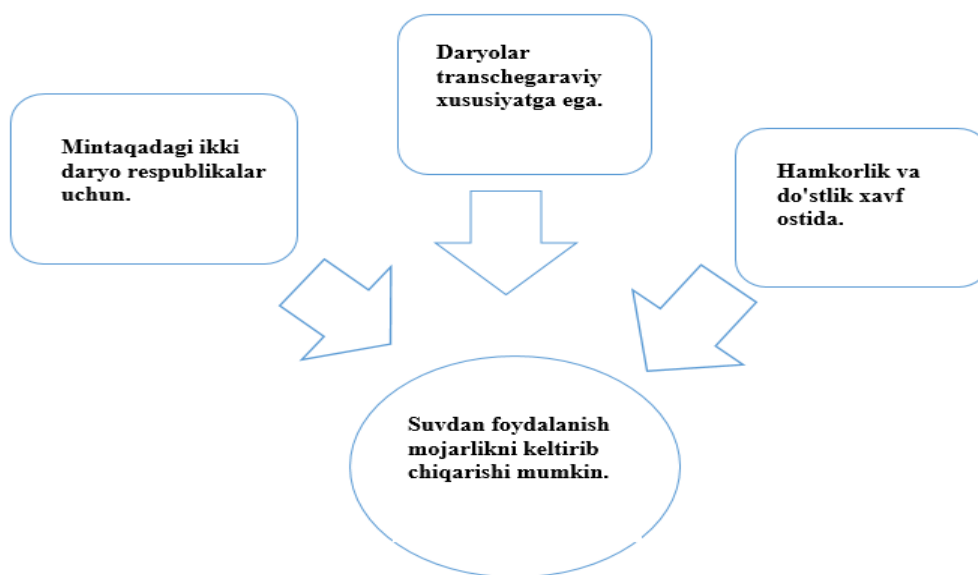 Daryolar
transchegaraviy
xususiyatga ega.
Mintaqadagi ikki
daryo respublikalar
uchun.
Hamkorlik va
do'stlik xavf
ostida.
Suvdan foydalanish
mojarlikni keltirib
chiqarishi mumkin.